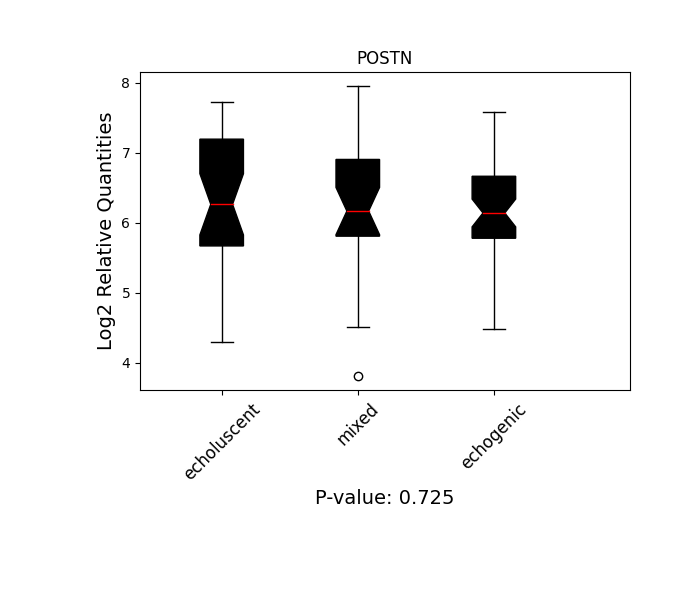 POSTN
Log2 Relative Quantities
8
7
6
5
4
echoluscent
mixed
echogenic
P-value: 0.725